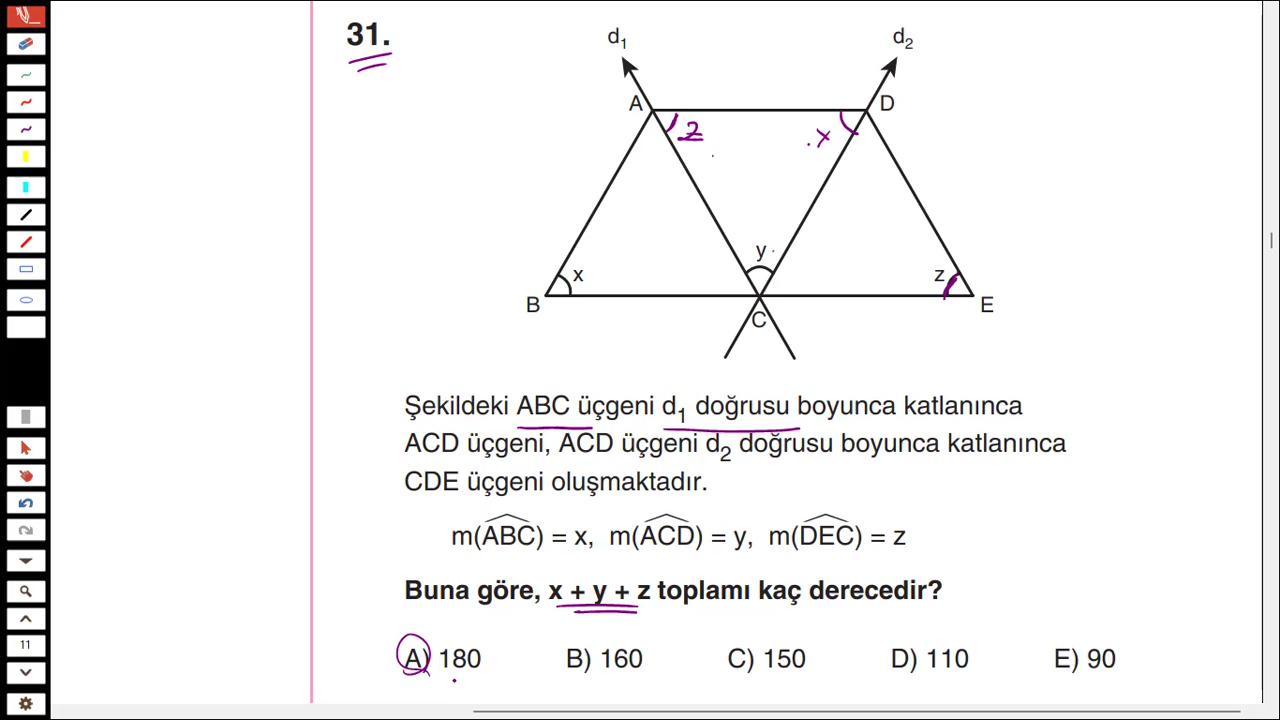 31.
d1
d2
A
D
z
.x
y
x
z
B
C
E
Şekildeki ABC üçgeni d1 doğrusu boyunca katlanınca
ACD üçgeni, ACD üçgeni d2 doğrusu boyunca katlanınca
CDE üçgeni oluşmaktadır.
m(ABC) = x, m(ACD) = y, m(DEC) = z
Buna göre, x + y + z toplamı kaç derecedir?
A) 180 B) 160 C) 150 D) 110 E) 90
11